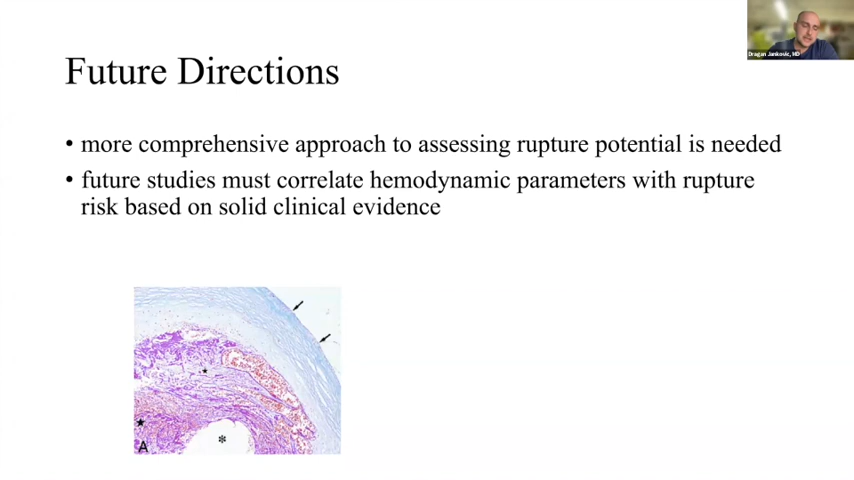 Dragan Jankovic, MD
Future Directions
• more comprehensive approach to assessing rupture potential is needed
• future studies must correlate hemodynamic parameters with rupture
risk based on solid clinical evidence
A